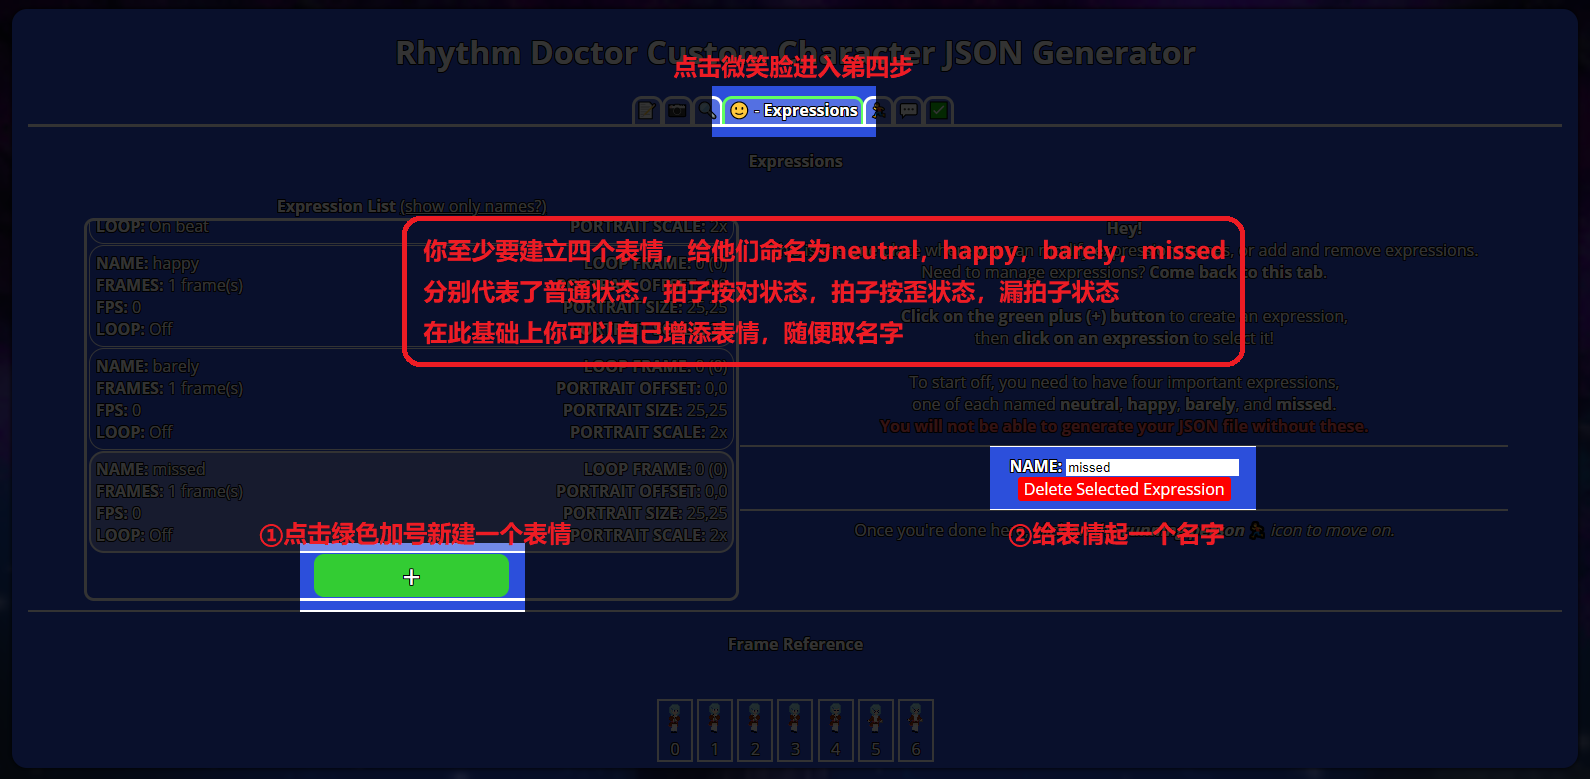 Rhythm Doctor Custom Character JSON Generator
点击微笑脸进入第四步
- Expressions
Expressions
Expression List (show only names?)
LOOP: On beat
PORTRAIT SCALE: 2x
NAME: happy
LOOP FRAME: 0 (0)
FRAMES: 1 frame(s)
FPS: 0
PORTRAIT SIZE: 25,25
LOOP: Off
NAME: barely
LOOP FRAME: 0 (0)
FRAMES: 1 frame(s)
PORTRAIT OFFSET: 0,0
FPS: 0
PORTRAIT SIZE: 25,25
LOOP: Off
PORTRAIT SCALE: 2x
NAME: missed
LOOP FRAME: 0 (0)
FRAMES: 1 frame(s)
PORTRAIT OFFSET: 0,0
FPS: 0
PORTRAIT SIZE: 25,25
LOOP: Off
PORTRAIT SCALE: 2x
①点击绿色加号新建一个表情
+
你至少要建立四个表情，给他们命名为neutral，happy，barely，missed
分别代表了普通状态，拍子按对状态，拍子按歪状态，漏拍子状态
在此基础上你可以自己增添表情，随便取名字
Hey!
or add and remove expressions.
Need to manage expressions? Come back to this tab.
Click on the green plus (+) button to create an expression,
then click on an expression to select it!
To start off, you need to have four important expressions,
one of each named neutral, happy, barely, and missed.
You will not be able to generate your JSON file without these.
NAME: missed
Delete Selected Expression
Once you're done he
icon to move on.
②给表情起一个名字
Frame Reference
0 1 2 3 4 5 6